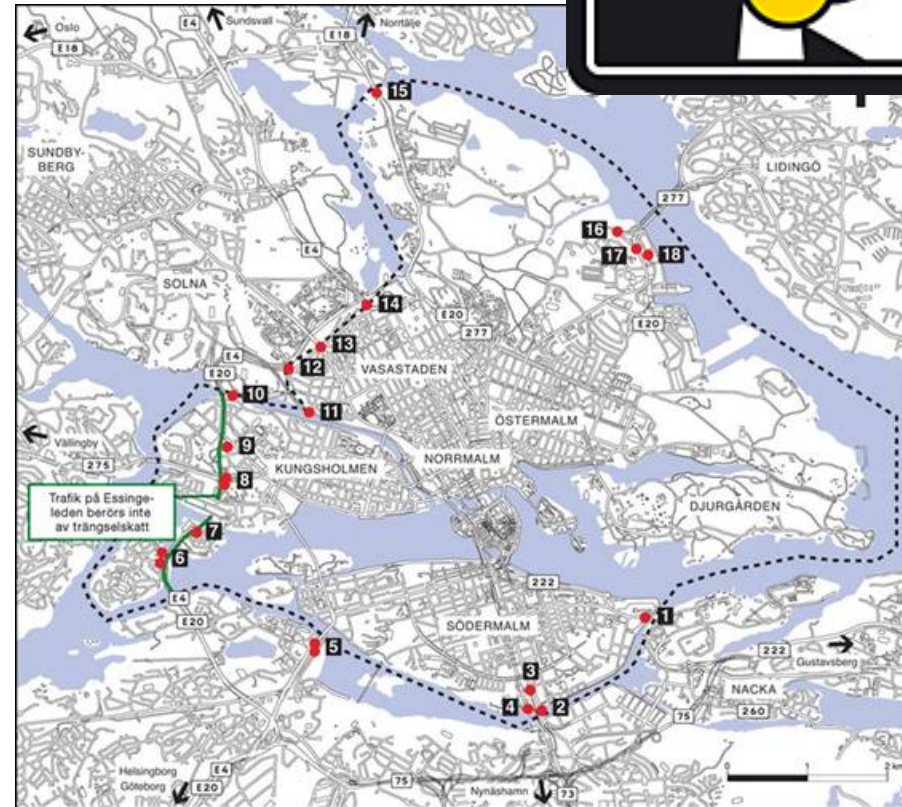 Oslo
E18
E4
Sundsvall
E18
Norrtälje
15
SUNDBY-
BERG
LIDINGÖ
277
16
17
18
E4
SOLNA
14
E20
277
E20
13
12
VASASTADEN
E4
E20
10
11
ÖSTERMALM
Vällingby
275
9
8
KUNGSHOLMEN
NORRMALM
DJURGÅRDEN
Trafik på Essinge-
leden berörs inte
av trängselskatt
7
6
222
E4
E20
SÖDERMALM
1
5
222
Gustavsberg
3
4
2
NACKA
75
260
Helsingborg
Göteborg
E4
E20
75
Nynäshamn
73
0
1
2 km